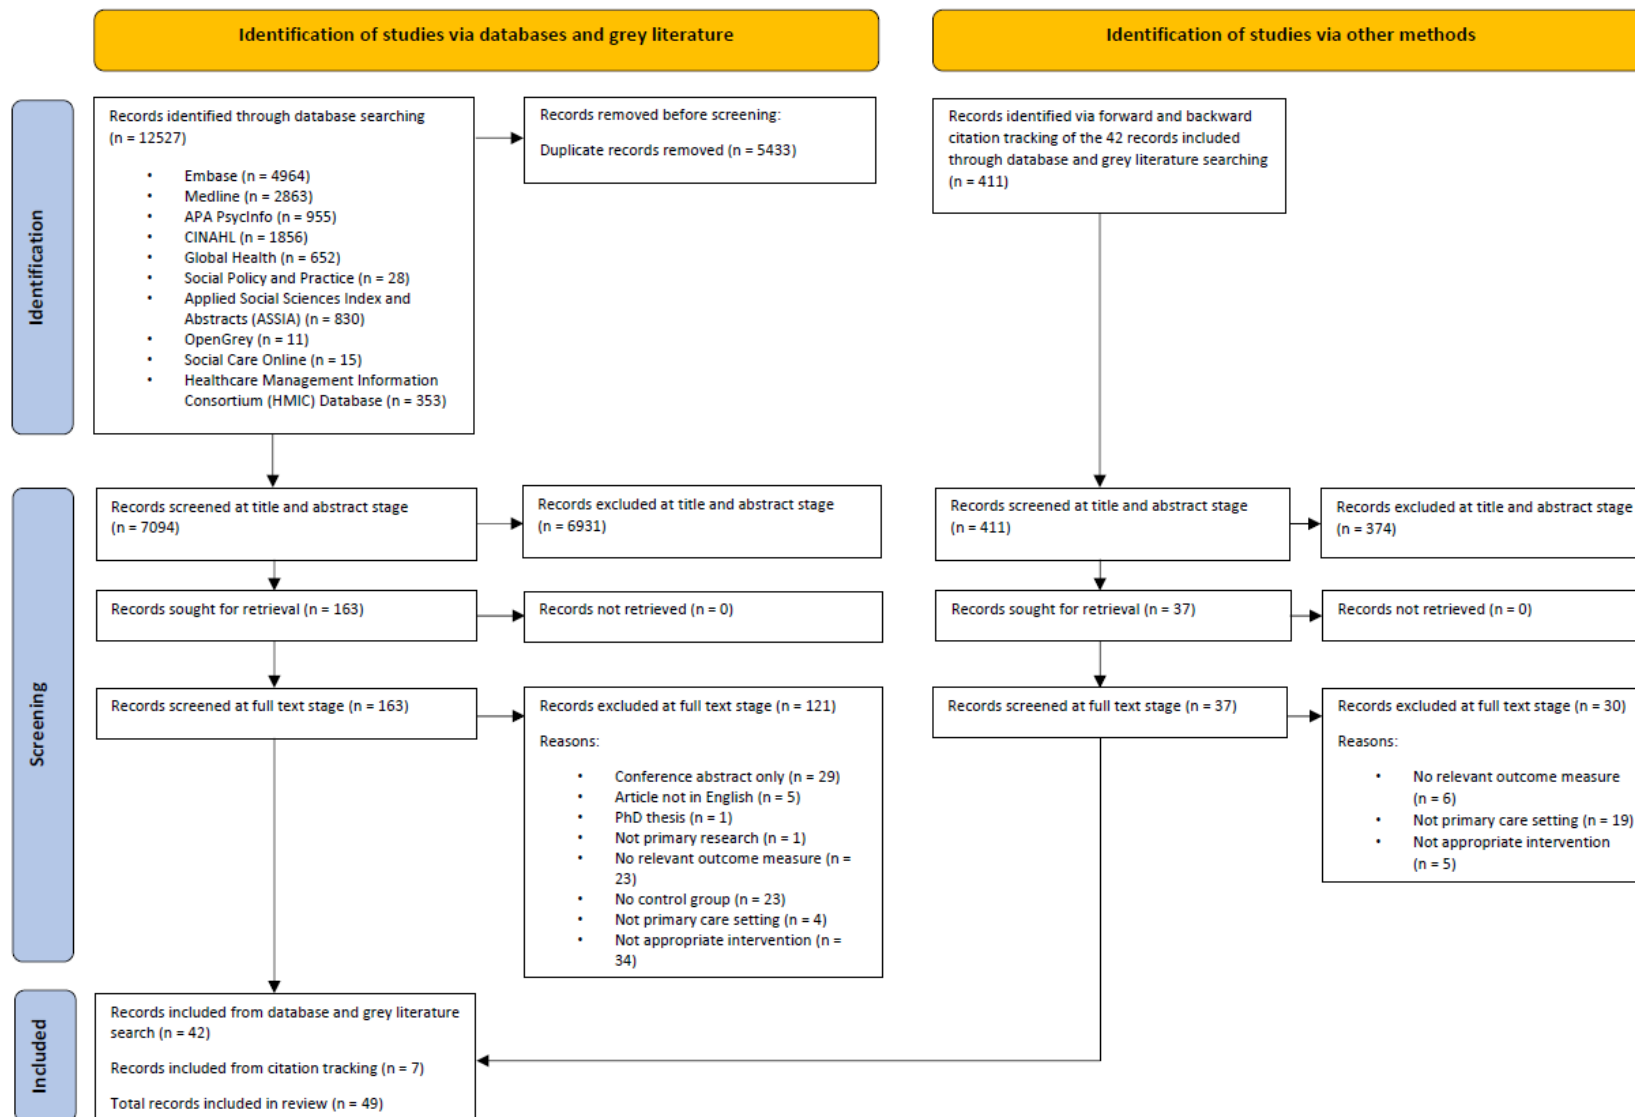 Identification of studies via databases and grey literature
Identification of studies via other methods
Identification
Records identified through database searching
(n = 12527)
• Embase (n = 4964)
• Medline (n = 2863)
• APA PsycInfo (n = 955)
• CINAHL (n = 1856)
• Global Health (n = 652)
• Social Policy and Practice (n = 28)
• Applied Social Sciences Index and
Abstracts (ASSIA) (n = 830)
• OpenGrey (n = 11)
• Social Care Online (n = 15)
• Healthcare Management Information
Consortium (HMIC) Database (n = 353)
Records removed before screening:
Duplicate records removed (n = 5433)
Records identified via forward and backward
citation tracking of the 42 records included
through database and grey literature searching
(n = 411)
Screening
Records screened at title and abstract stage
(n = 7094)
Records excluded at title and abstract stage
(n = 6931)
Records screened at title and abstract stage
(n = 411)
Records excluded at title and abstract stage
(n = 374)
Records sought for retrieval (n = 163)
Records not retrieved (n = 0)
Records sought for retrieval (n = 37)
Records not retrieved (n = 0)
Records screened at full text stage (n = 163)
Records excluded at full text stage (n = 121)
Reasons:
• Conference abstract only (n = 29)
• Article not in English (n = 5)
• PhD thesis (n = 1)
• Not primary research (n = 1)
• No relevant outcome measure (n =
23)
• No control group (n = 23)
• Not primary care setting (n = 4)
• Not appropriate intervention (n =
34)
Records screened at full text stage (n = 37)
Records excluded at full text stage (n = 30)
Reasons:
• No relevant outcome measure
(n = 6)
• Not primary care setting (n = 19)
• Not appropriate intervention
(n = 5)
Included
Records included from database and grey literature
search (n = 42)
Records included from citation tracking (n = 7)
Total records included in review (n = 49)